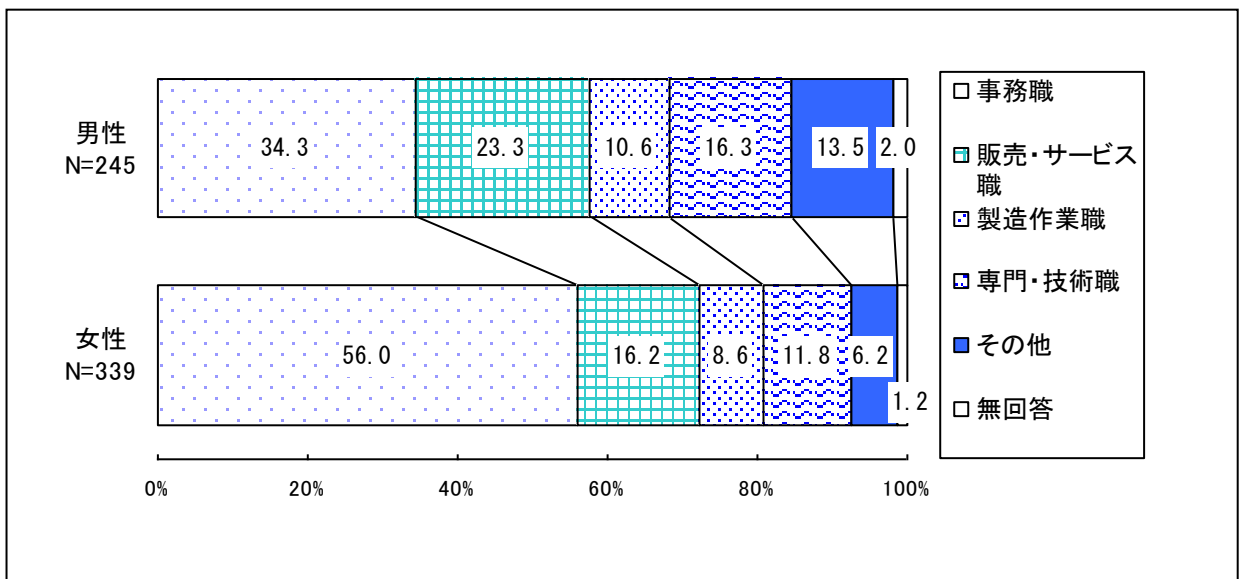 男性
N=245
34.3
23.3
10.6
16.3
13.5
2.0
女性
N=339
56.0
16.2
8.6
11.8
6.2
1.2
0%
20%
40%
60%
80%
100%
事務職
販売・サービス
職
製造作業職
専門・技術職
その他
無回答